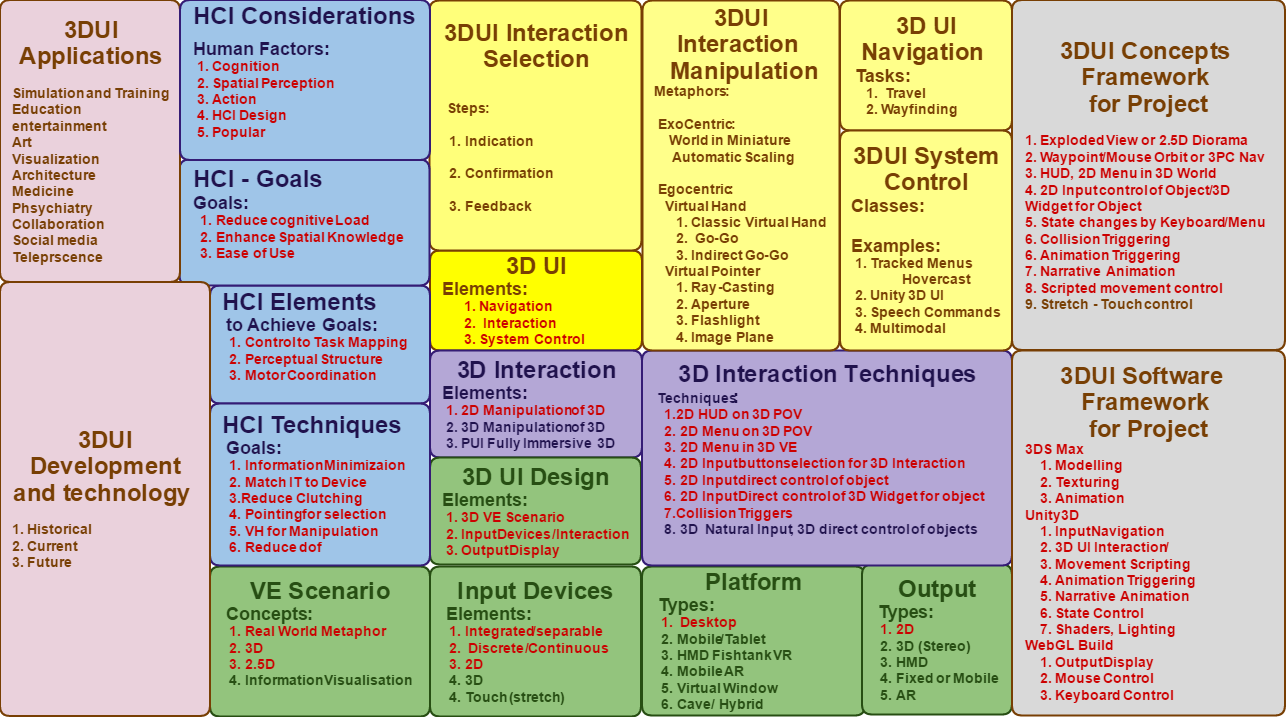 3DUI
Applications
Simulation and Training
Education
entertainment
Art
Visualization
Architecture
Medicine
Phsychiatry
Collaboration
Social media
Teleprscence
HCI Considerations
Human Factors:
1. Cognition
2. Spatial Perception
3. Action
4. HCI Design
5. Popular
HCI - Goals
Goals:
1. Reduce cognitive Load
2. Enhance Spatial Knowledge
3. Ease of Use
3DUI Interaction
Selection
Steps:
1. Indication
2. Confirmation
3. Feedback
3D UI
Elements:
1. Navigation
2. Interaction
3. System Control
3DUI
Interaction
Manipulation
Metaphors:
ExoCentric:
World in Miniature
Automatic Scaling
Egocentric:
Virtual Hand
1. Classic Virtual Hand
2. Go-Go
3. Indirect Go-Go
Virtual Pointer
1. Ray-Casting
2. Aperture
3. Flashlight
4. Image Plane
3D UI
Navigation
Tasks:
1. Travel
2. Wayfinding
3DUI System
Control
Classes:
Examples:
1. Tracked Menus
Hovercast
2. Unity 3D UI
3. Speech Commands
4. Multimodal
3DUI Concepts
Framework
for Project
1. Exploded View or 2.5D Diorama
2. Waypoint/Mouse Orbit or 3PC Nav
3. HUD, 2D Menu in 3D World
4. 2D Input control of Object/3D
Widget for Object
5. State changes by Keyboard/Menu
6. Collision Triggering
6. Animation Triggering
7. Narrative Animation
8. Scripted movement control
9. Stretch - Touch control
3DUI
Development
and technology
1. Historical
2. Current
3. Future
HCI Elements
to Achieve Goals:
1. Control to Task Mapping
2. Perceptual Structure
3. Motor Coordination
HCI Techniques
Goals:
1. Information Minimizaion
2. Match IT to Device
3.Reduce Clutching
4. Pointing for selection
5. VH for Manipulation
6. Reduce dof
3D Interaction
Elements:
1. 2D Manipulation of 3D
2. 3D Manipulation of 3D
3. PUI Fully Immersive 3D
3D UI Design
Elements:
1. 3D VE Scenario
2. Input Devices / Interaction
3. Output Display
3D Interaction Techniques
Techniques:
1.2D HUD on 3D POV
2. 2D Menu on 3D POV
3. 2D Menu in 3D VE
4. 2D Input button selection for 3D Interaction
5. 2D Input direct control of object
6. 2D Input Direct control of 3D Widget for object
7.Collision Triggers
8. 3D Natural Input, 3D direct control of objects
3DUI Software
Framework
for Project
3DS Max
1. Modelling
2. Texturing
3. Animation
Unity3D
1. Input Navigation
2. 3D UI Interaction/
3. Movement Scripting
4. Animation Triggering
5. Narrative Animation
6. State Control
7. Shaders, Lighting
WebGL Build
1. Output Display
2. Mouse Control
3. Keyboard Control
VE Scenario
Concepts:
1. Real World Metaphor
2. 3D
3. 2.5D
4. Information Visualisation
Input Devices
Elements:
1. Integrated/separable
2. Discrete / Continuous
3. 2D
4. 3D
4. Touch (stretch)
Platform
Types:
1. Desktop
2. Mobile/Tablet
3. HMD Fishtank VR
4. Mobile AR
5. Virtual Window
6. Cave/ Hybrid
Output
Types:
1. 2D
2. 3D (Stereo)
3. HMD
4. Fixed or Mobile
5. AR